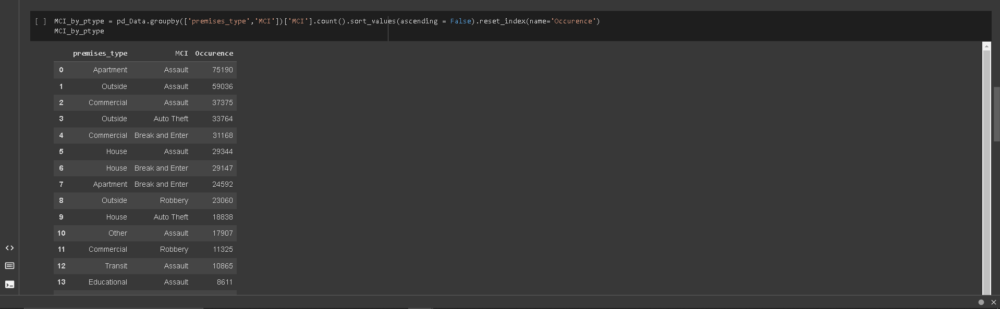 [ ] MCI_by_ptype = pd_Data.groupby(['premises_type','MCI'])['MCI'].count().sort_values(ascending = False).reset_index(name='Occurence')
MCI_by_ptype
premises_type MCI Occurence
0 Apartment Assault 75190
1 Outside Assault 59036
2 Commercial Assault 37375
3 Outside Auto Theft 33764
4 Commercial Break and Enter 31168
5 House Assault 29344
6 House Break and Enter 29147
7 Apartment Break and Enter 24592
8 Outside Robbery 23060
9 House Auto Theft 18838
10 Other Assault 17907
11 Commercial Robbery 11325
12 Transit Assault 10865
13 Educational Assault 8611